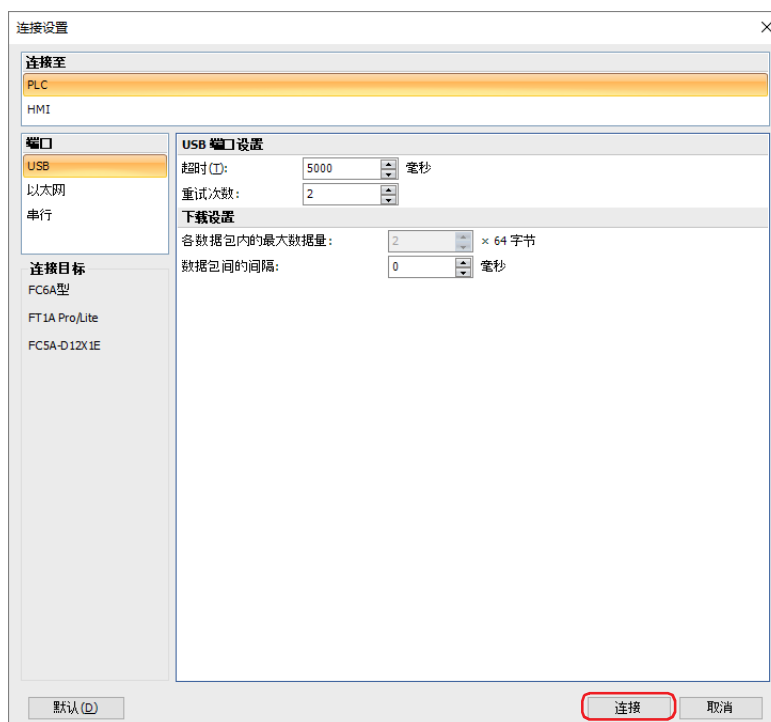 连接设置
连接至
PLC
HMI
端口
USB
以太网
串行
连接目标
FC6A型
FT1A Pro/Lite
FC5A-D12X1E
USB 端口设置
超时(T): 5000 毫秒
重试次数: 2
下载设置
各数据包内的最大数据量: 2 × 64 字节
数据包间的间隔: 0 毫秒
默认(D) 连接 取消